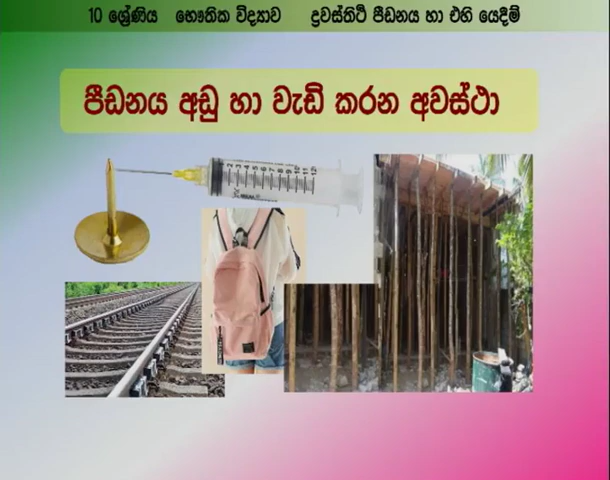 10 ශ්‍රේණිය භෞතික විද්‍යාව ද්‍රවස්තිථි පීඩනය හා එහි යෙදීම්
පීඩනය අඩු හා වැඩි කරන අවස්ථා